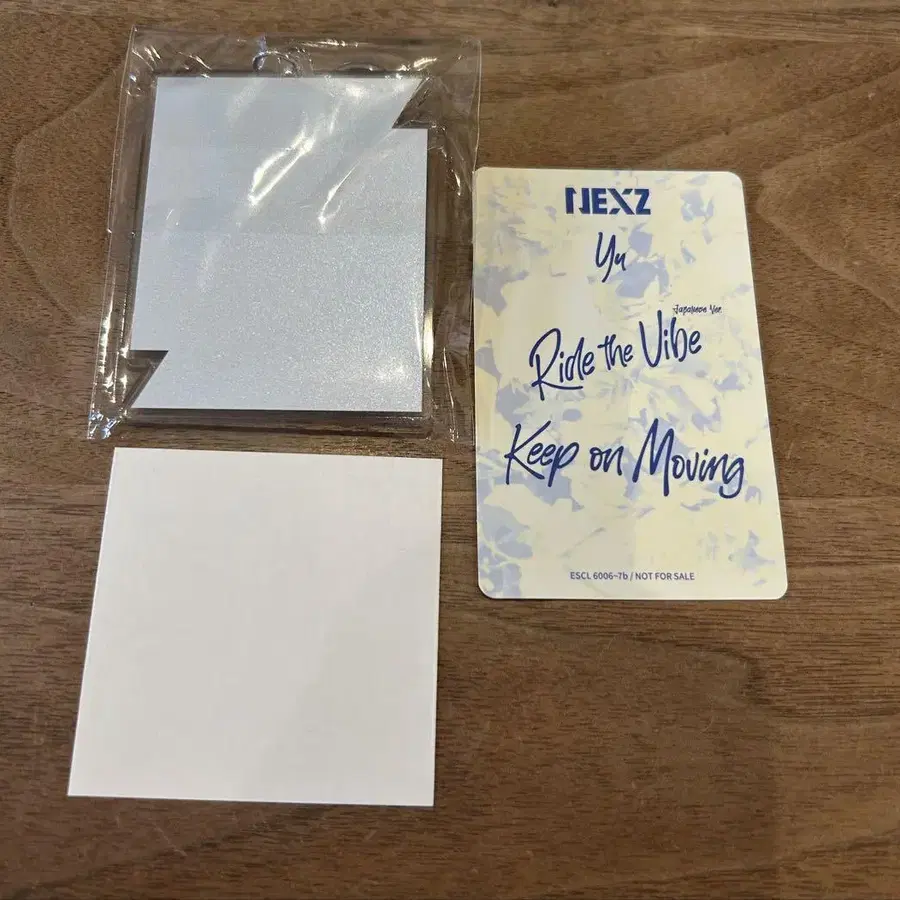 NEXZ
Yu
Japanese Ver.
Ride the Vibe
Keep on Moving
ESCL 6006~7b / NOT FOR SALE